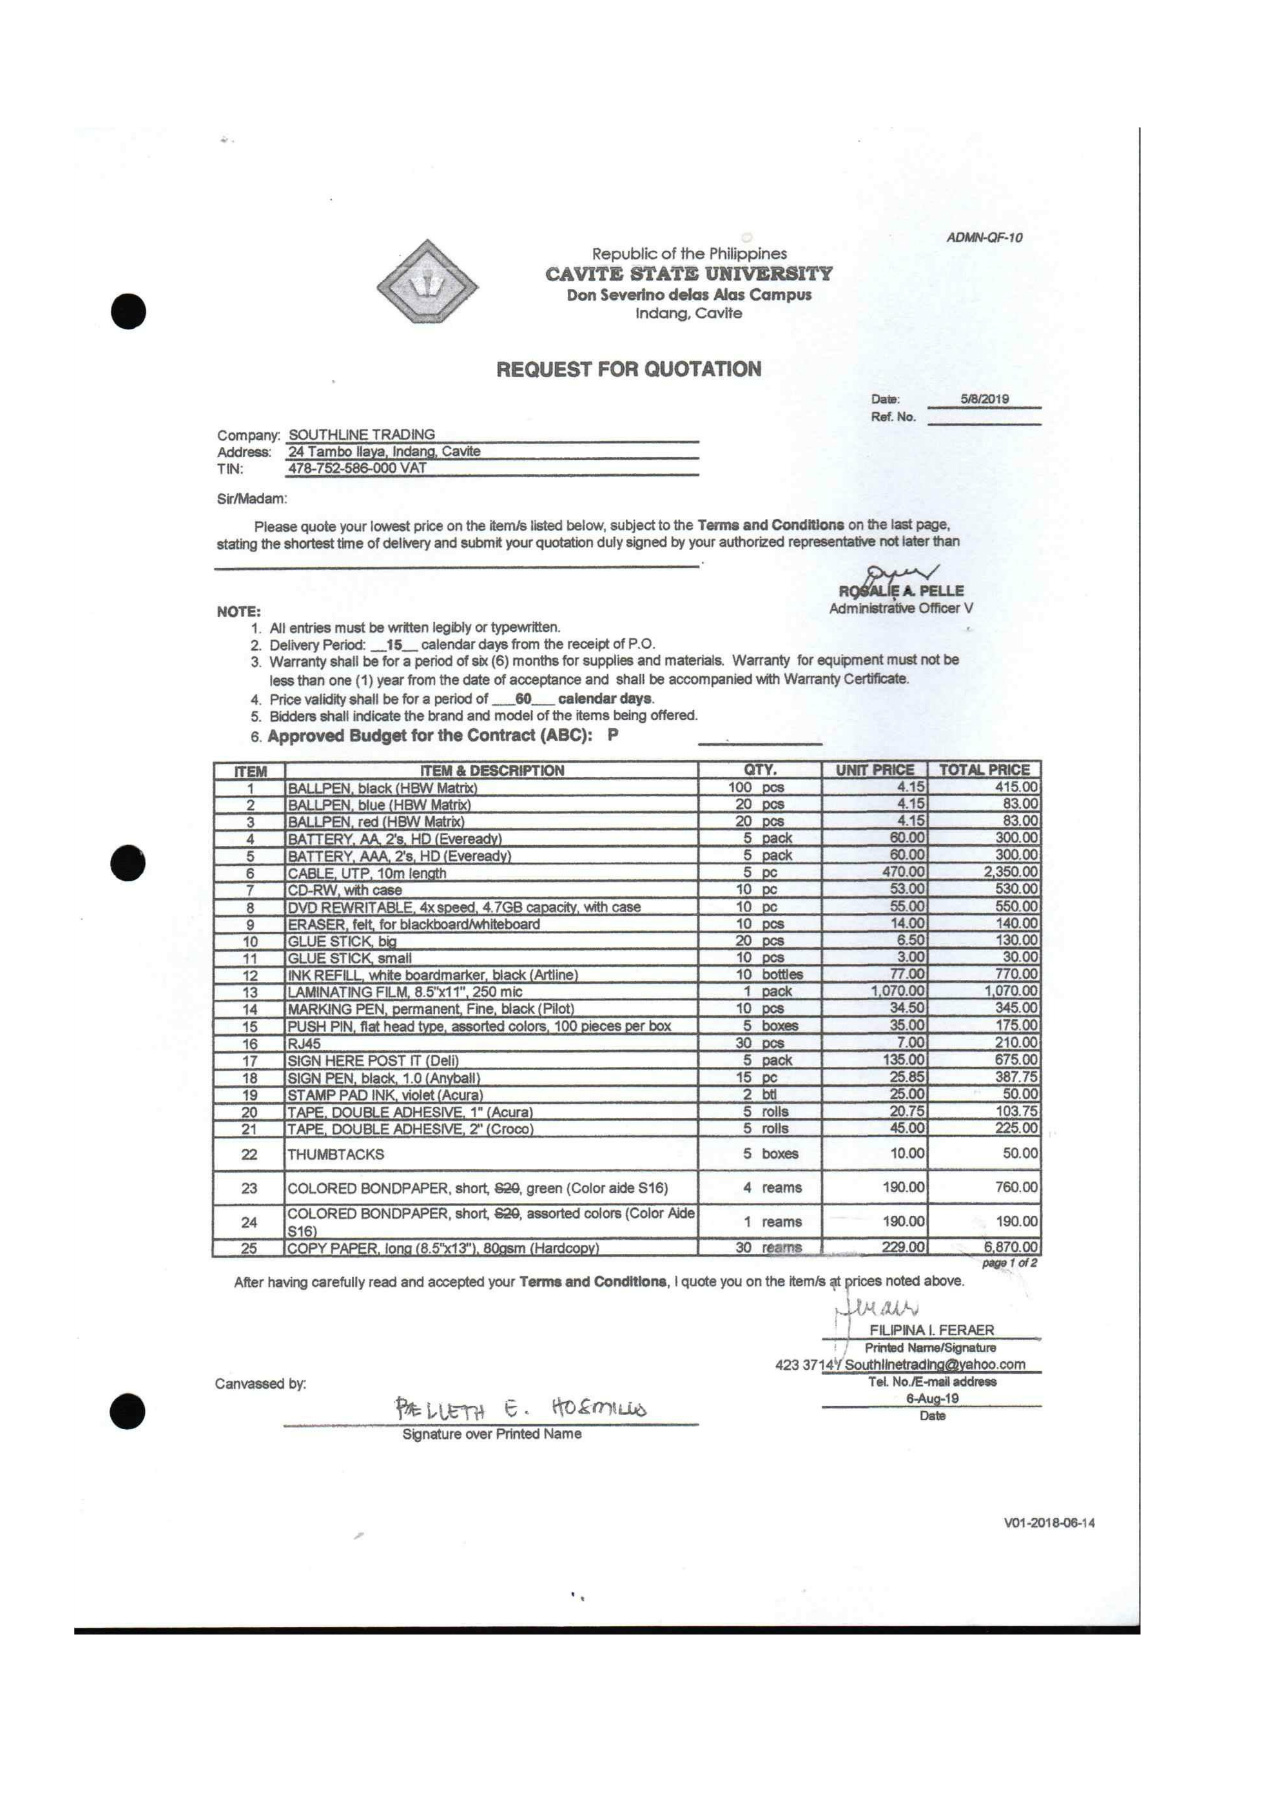 ADMN-QF-10
Republic of the Philippines
CAVITE STATE UNIVERSITY
Don Severino delas Alas Campus
Indang, Cavite
REQUEST FOR QUOTATION
Date: 5/8/2019
Ref. No.
Company: SOUTHLINE TRADING
Address: 24 Tambo Ilaya, Indang, Cavite
TIN: 478-752-586-000 VAT
Sir/Madam:
Please quote your lowest price on the item/s listed below, subject to the Terms and Conditions on the last page,
stating the shortest time of delivery and submit your quotation duly signed by your authorized representative not later than
ROSALIE A. PELLE
Administrative Officer V
NOTE:
1. All entries must be written legibly or typewritten.
2. Delivery Period: __15__ calendar days from the receipt of P.O.
3. Warranty shall be for a period of six (6) months for supplies and materials. Warranty for equipment must not be
less than one (1) year from the date of acceptance and shall be accompanied with Warranty Certificate.
4. Price validity shall be for a period of ___60___ calendar days.
5. Bidders shall indicate the brand and model of the items being offered.
6. Approved Budget for the Contract (ABC): P
ITEM ITEM & DESCRIPTION QTY. UNIT PRICE TOTAL PRICE
1 BALLPEN, black (HBW Matrix) 100 pcs 4.15 415.00
2 BALLPEN, blue (HBW Matrix) 20 pcs 4.15 83.00
3 BALLPEN, red (HBW Matrix) 20 pcs 4.15 83.00
4 BATTERY, AA, 2's, HD (Eveready) 5 pack 60.00 300.00
5 BATTERY, AAA, 2's, HD (Eveready) 5 pack 60.00 300.00
6 CABLE, UTP, 10m length 5 pc 470.00 2,350.00
7 CD-RW, with case 10 pc 53.00 530.00
8 DVD REWRITABLE, 4x speed, 4.7GB capacity, with case 10 pc 55.00 550.00
9 ERASER, felt, for blackboard/whiteboard 10 pcs 14.00 140.00
10 GLUE STICK, big 20 pcs 6.50 130.00
11 GLUE STICK, small 10 pcs 3.00 30.00
12 INK REFILL, white boardmarker, black (Artline) 10 bottles 77.00 770.00
13 LAMINATING FILM, 8.5"x11", 250 mic 1 pack 1,070.00 1,070.00
14 MARKING PEN, permanent, Fine, black (Pilot) 10 pcs 34.50 345.00
15 PUSH PIN, flat head type, assorted colors, 100 pieces per box 5 boxes 35.00 175.00
16 RJ45 30 pcs 7.00 210.00
17 SIGN HERE POST IT (Deli) 5 pack 135.00 675.00
18 SIGN PEN, black, 1.0 (Anyball) 15 pc 25.85 387.75
19 STAMP PAD INK, violet (Acura) 2 btl 25.00 50.00
20 TAPE, DOUBLE ADHESIVE, 1" (Acura) 5 rolls 20.75 103.75
21 TAPE, DOUBLE ADHESIVE, 2" (Croco) 5 rolls 45.00 225.00
22 THUMBTACKS 5 boxes 10.00 50.00
23 COLORED BONDPAPER, short, S20, green (Color aide S16) 4 reams 190.00 760.00
24 COLORED BONDPAPER, short, S20, assorted colors (Color Aide S16) 1 reams 190.00 190.00
25 COPY PAPER, long (8.5"x13"), 80gsm (Hardcopy) 30 reams 229.00 6,870.00
page 1 of 2
After having carefully read and accepted your Terms and Conditions, I quote you on the item/s at prices noted above.
FILIPINA I. FERAER
Printed Name/Signature
423 3714/ Southlinetrading@yahoo.com
Tel. No./E-mail address
6-Aug-19
Date
Canvassed by:
E.
Signature over Printed Name
V01-2018-06-14